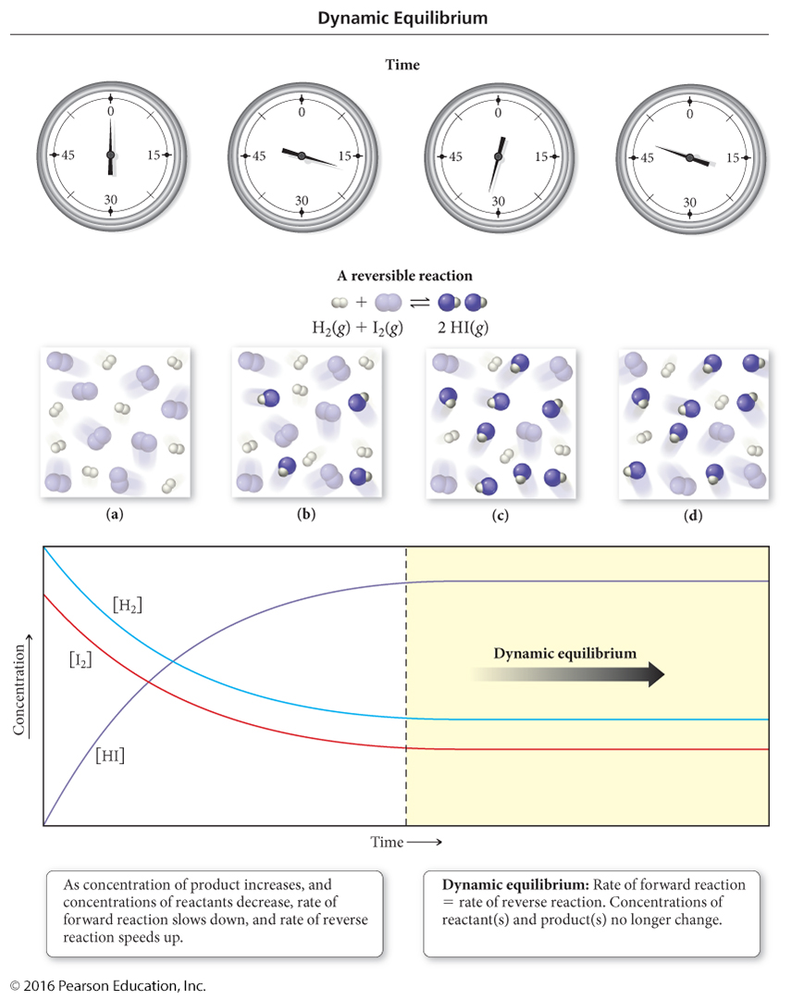 Dynamic Equilibrium
Time
0
15
30
45
0
15
30
45
0
15
30
45
0
15
30
45
A reversible reaction
+ ⇌
H₂(g) + I₂(g) 2 HI(g)
(a) (b) (c) (d)
[H₂]
[I₂]
[HI]
Dynamic equilibrium
Concentration
Time
As concentration of product increases, and
concentrations of reactants decrease, rate of
forward reaction slows down, and rate of reverse
reaction speeds up.
Dynamic equilibrium: Rate of forward reaction
= rate of reverse reaction. Concentrations of
reactant(s) and product(s) no longer change.
© 2016 Pearson Education, Inc.